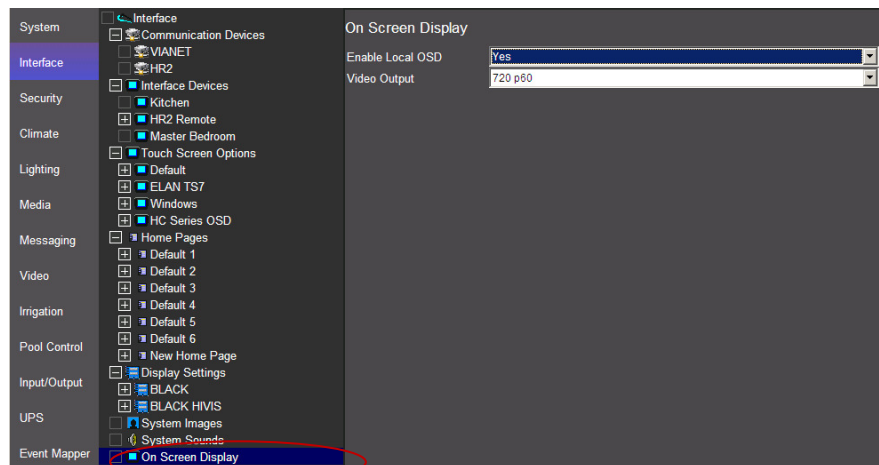 System
Interface
Security
Climate
Lighting
Media
Messaging
Video
Irrigation
Pool Control
Input/Output
UPS
Event Mapper
Interface
Communication Devices
VIANET
HR2
Interface Devices
Kitchen
HR2 Remote
Master Bedroom
Touch Screen Options
Default
ELAN TS7
Windows
HC Series OSD
Home Pages
Default 1
Default 2
Default 3
Default 4
Default 5
Default 6
New Home Page
Display Settings
BLACK
BLACK HIVIS
System Images
System Sounds
On Screen Display
On Screen Display
Enable Local OSD Yes
Video Output 720 p60